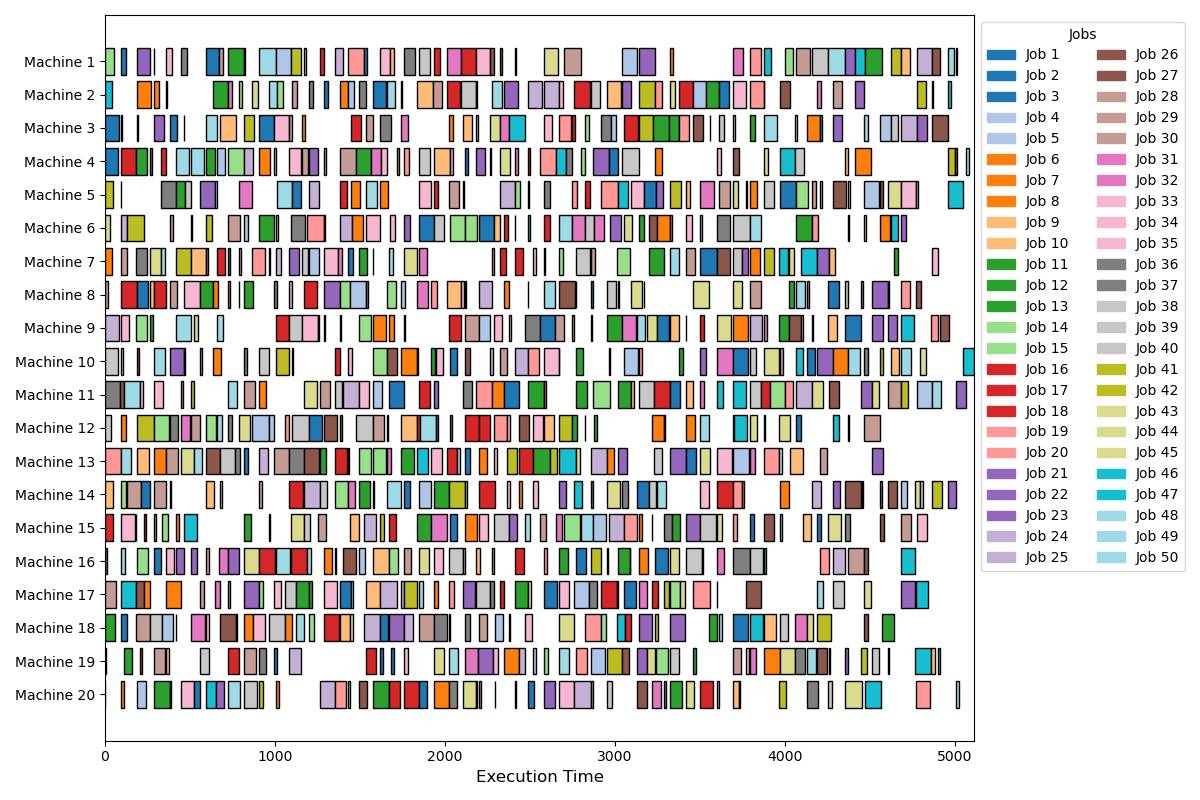 Machine 1
Machine 2
Machine 3
Machine 4
Machine 5
Machine 6
Machine 7
Machine 8
Machine 9
Machine 10
Machine 11
Machine 12
Machine 13
Machine 14
Machine 15
Machine 16
Machine 17
Machine 18
Machine 19
Machine 20
0 1000 2000 3000 4000 5000
Execution Time
Jobs
Job 1
Job 2
Job 3
Job 4
Job 5
Job 6
Job 7
Job 8
Job 9
Job 10
Job 11
Job 12
Job 13
Job 14
Job 15
Job 16
Job 17
Job 18
Job 19
Job 20
Job 21
Job 22
Job 23
Job 24
Job 25
Job 26
Job 27
Job 28
Job 29
Job 30
Job 31
Job 32
Job 33
Job 34
Job 35
Job 36
Job 37
Job 38
Job 39
Job 40
Job 41
Job 42
Job 43
Job 44
Job 45
Job 46
Job 47
Job 48
Job 49
Job 50